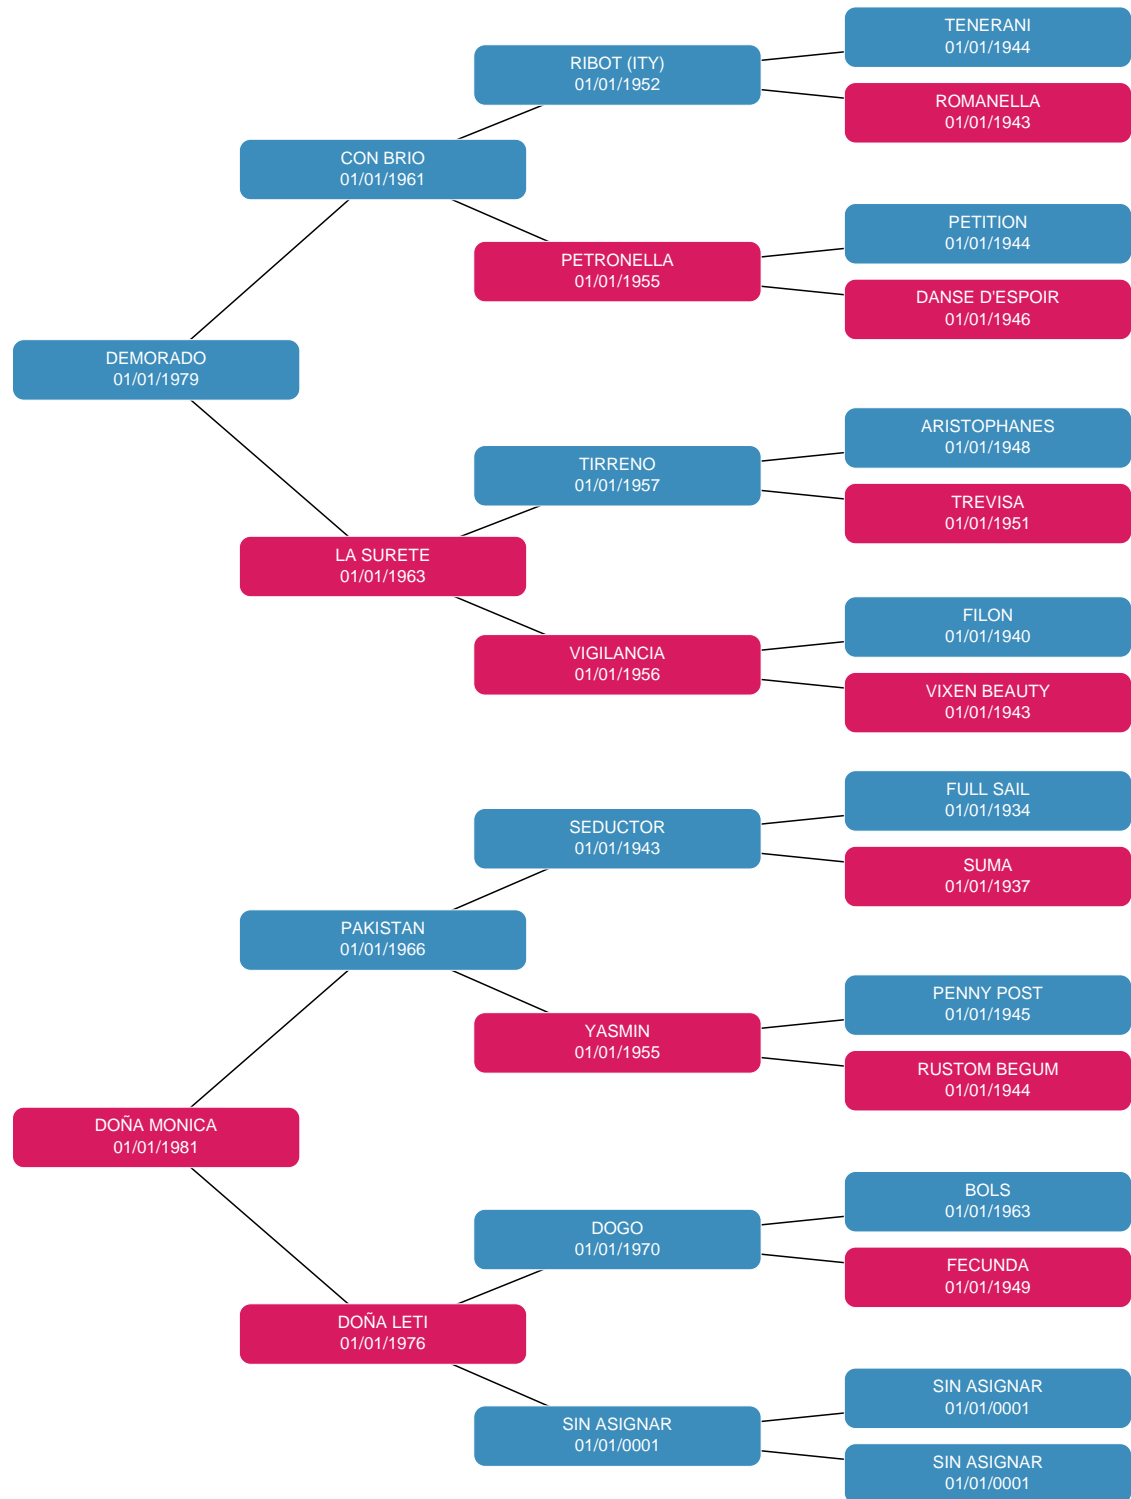 TENERANI
01/01/1944
RIBOT (ITY)
01/01/1952
ROMANELLA
01/01/1943
CON BRIO
01/01/1961
PETITION
01/01/1944
PETRONELLA
01/01/1955
DANSE D'ESPOIR
01/01/1946
DEMORADO
01/01/1979
ARISTOPHANES
01/01/1948
TIRRENO
01/01/1957
TREVISA
01/01/1951
LA SURETE
01/01/1963
FILON
01/01/1940
VIGILANCIA
01/01/1956
VIXEN BEAUTY
01/01/1943
FULL SAIL
01/01/1934
SEDUCTOR
01/01/1943
SUMA
01/01/1937
PAKISTAN
01/01/1966
PENNY POST
01/01/1945
YASMIN
01/01/1955
RUSTOM BEGUM
01/01/1944
DOÑA MONICA
01/01/1981
BOLS
01/01/1963
DOGO
01/01/1970
FECUNDA
01/01/1949
DOÑA LETI
01/01/1976
SIN ASIGNAR
01/01/0001
SIN ASIGNAR
01/01/0001
SIN ASIGNAR
01/01/0001